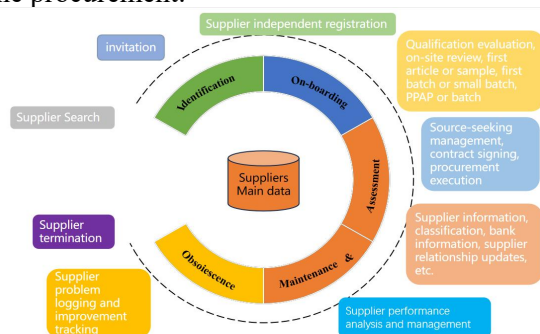 ne procurement.
Supplier independent registration
invitation
Qualification evaluation,
on-site review, first
article or sample, first
batch or small batch,
PPAP or batch
Identification
On-boarding
Supplier Search
Source-seeking
management,
contract signing,
procurement
execution
Suppliers
Main data
Assessment
Supplier information,
classification, bank
information, supplier
relationship updates,
etc.
Supplier
termination
Obsolescence
Maintenance &
Supplier
problem
logging and
improvement
tracking
Supplier performance
analysis and management